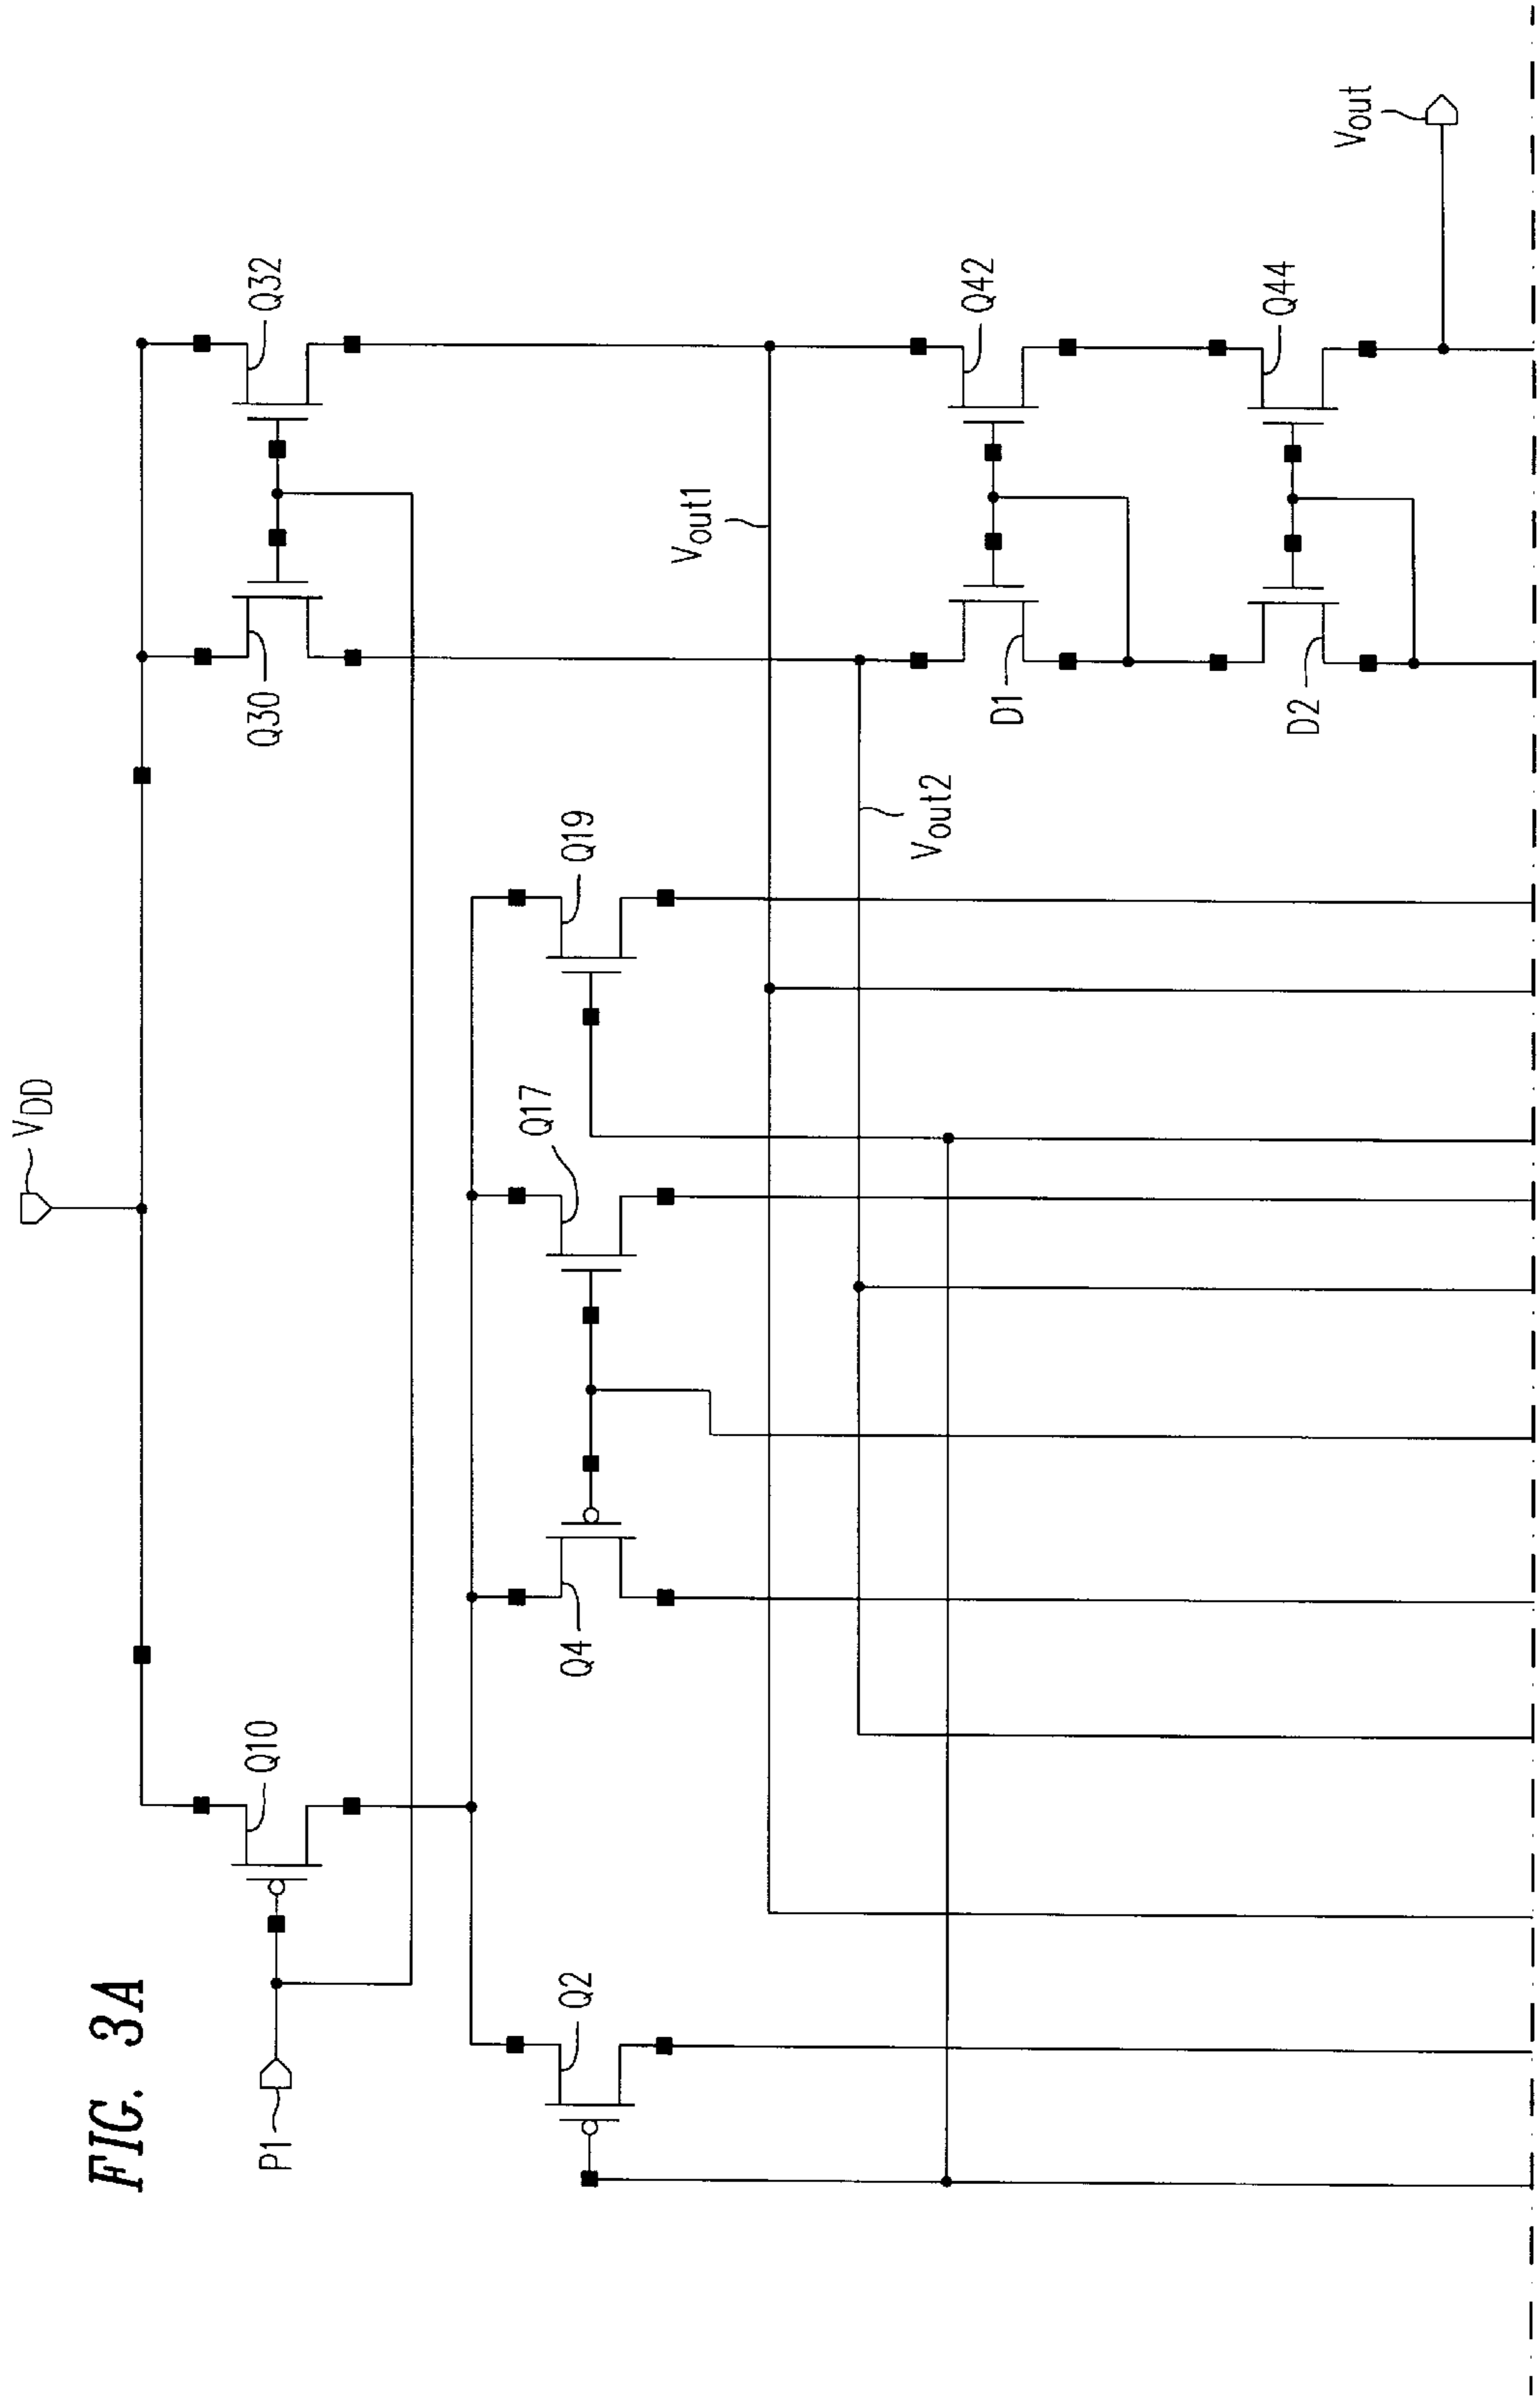 FIG. 3A
VDD
P1
Q10
Q30
Q32
Q2
Q4
Q17
Q19
Vout1
Vout2
D1
Q42
D2
Q44
Vout